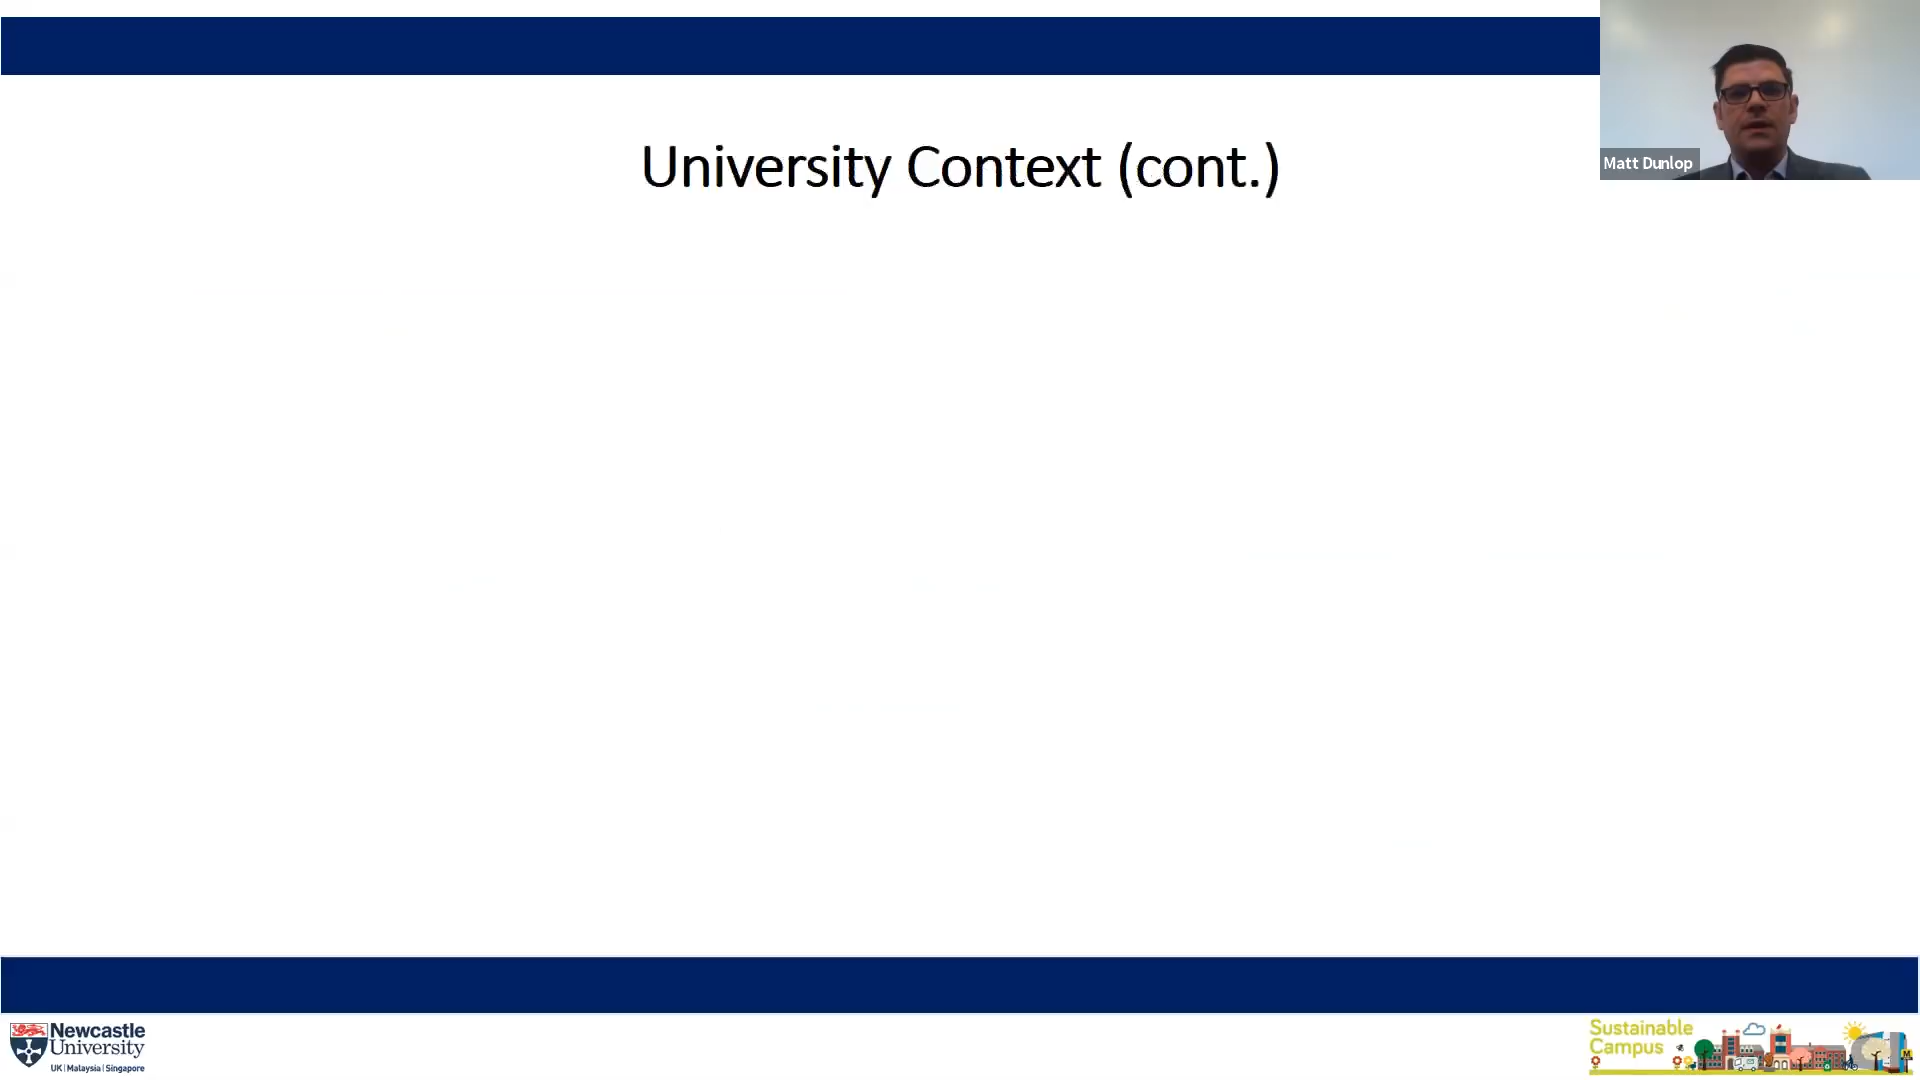 University Context (cont.)
Matt Dunlop
Newcastle
University
UK | Malaysia | Singapore
Sustainable
Campus
M